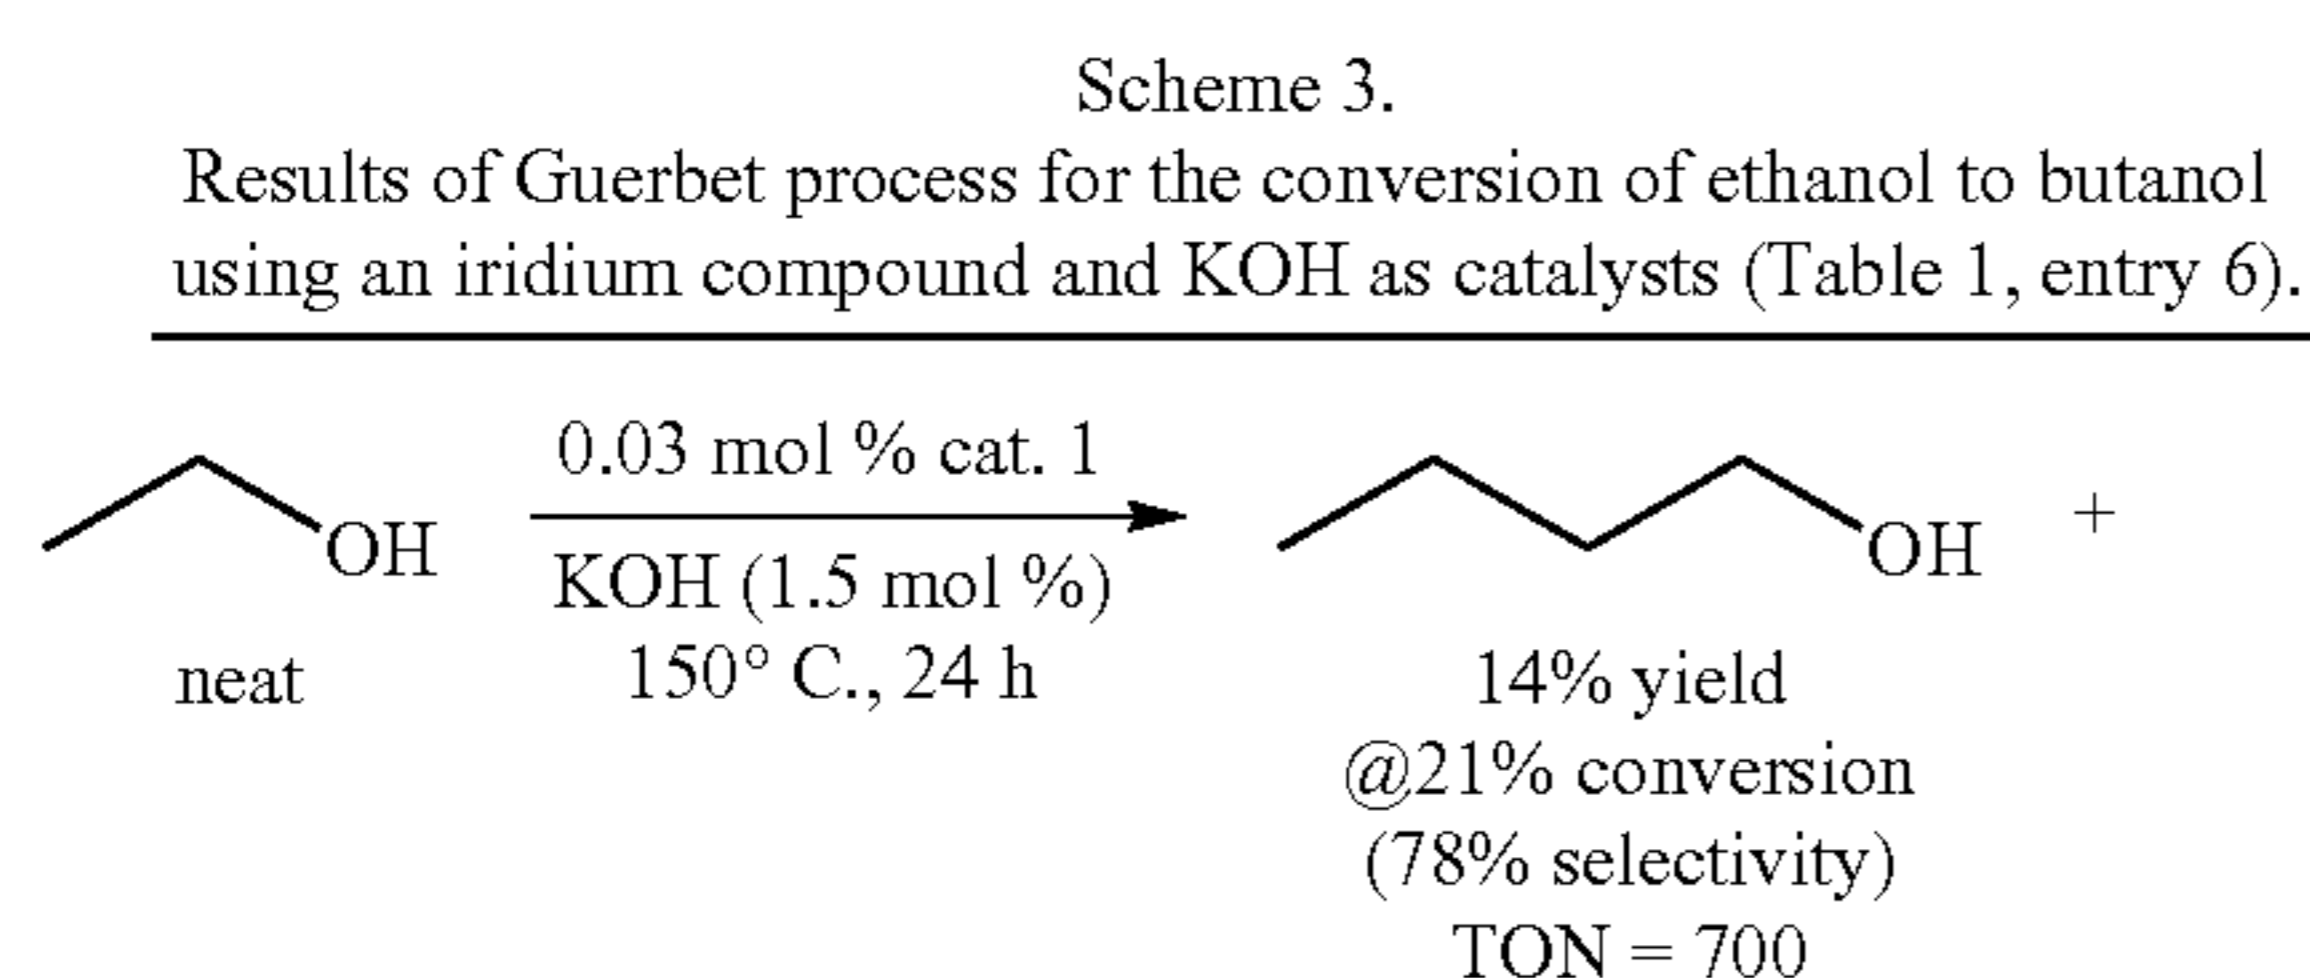 Scheme 3.
Results of Guerbet process for the conversion of ethanol to butanol
using an iridium compound and KOH as catalysts (Table 1, entry 6).
0.03 mol % cat. 1
OH
KOH (1.5 mol %)
150° C., 24 h
neat
OH
+
14% yield
@21% conversion
(78% selectivity)
TON = 700